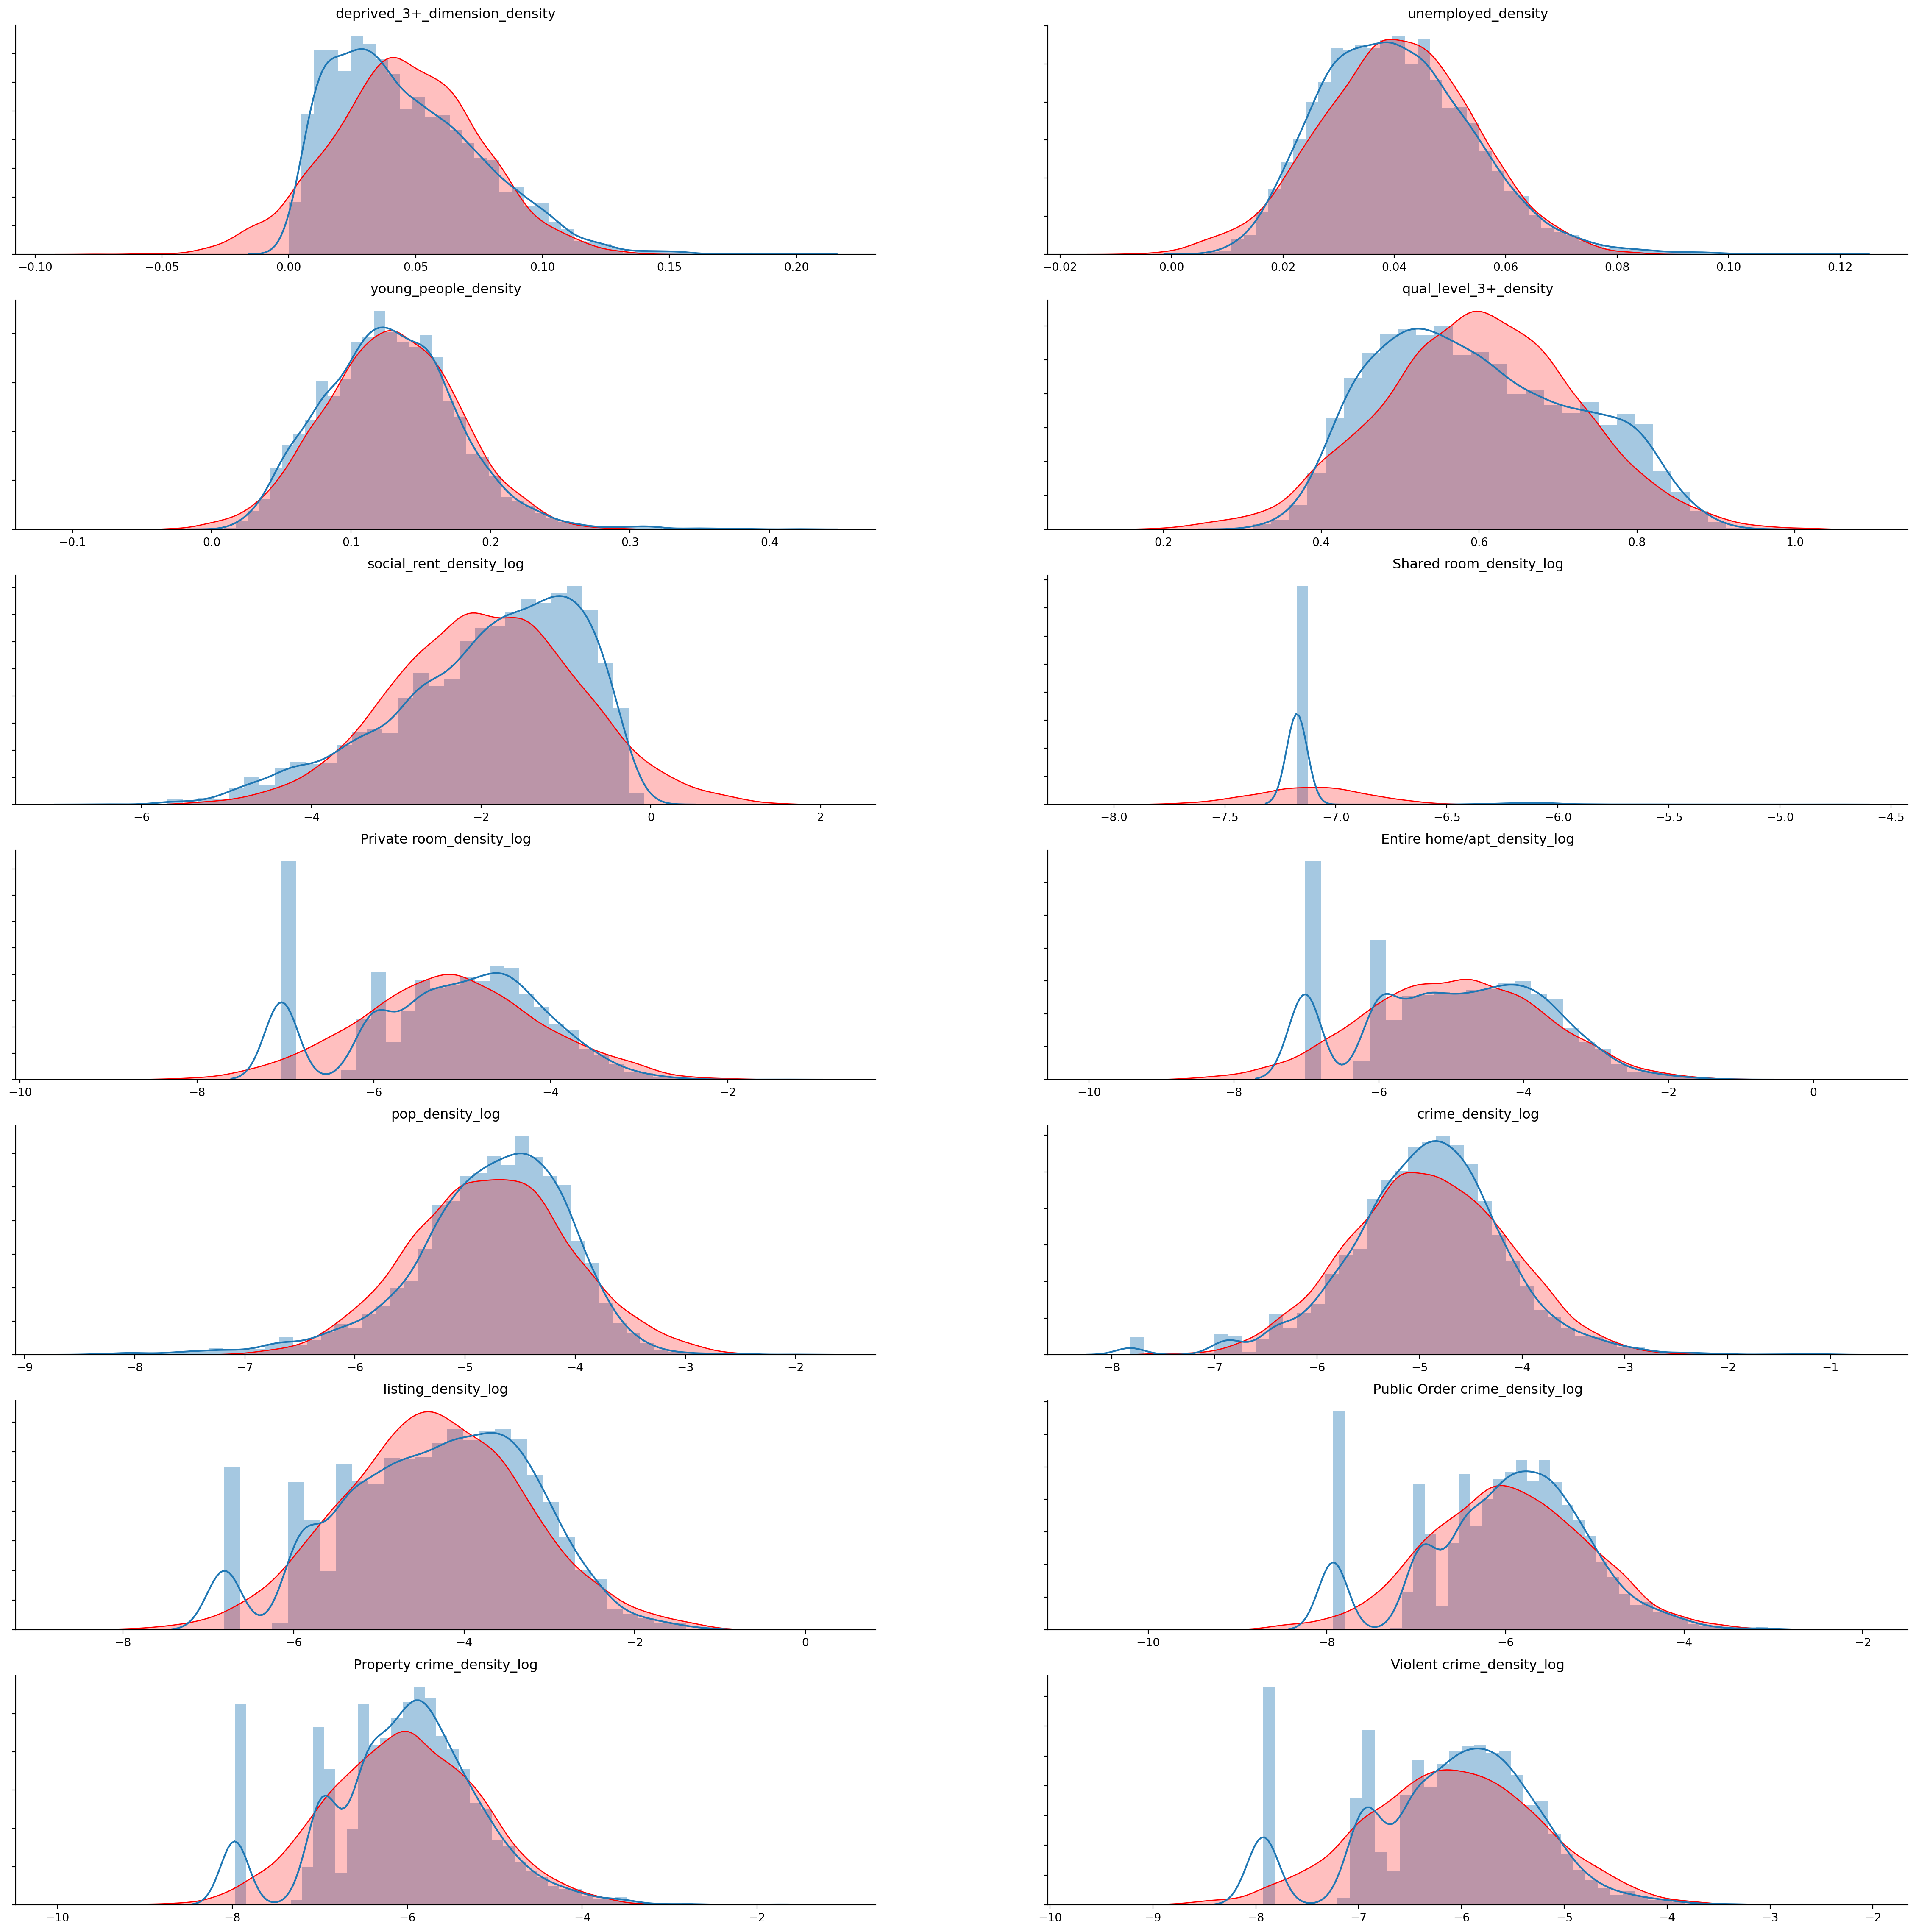 deprived_3+_dimension_density
unemployed_density
−0.10 −0.05 0.00 0.05 0.10 0.15 0.20
−0.02 0.00 0.02 0.04 0.06 0.08 0.10 0.12
young_people_density
qual_level_3+_density
−0.1 0.0 0.1 0.2 0.3 0.4
0.2 0.4 0.6 0.8 1.0
social_rent_density_log
Shared room_density_log
−6 −4 −2 0 2
−8.0 −7.5 −7.0 −6.5 −6.0 −5.5 −5.0 −4.5
Private room_density_log
Entire home/apt_density_log
−10 −8 −6 −4 −2
−10 −8 −6 −4 −2 0
pop_density_log
crime_density_log
−9 −8 −7 −6 −5 −4 −3 −2
−8 −7 −6 −5 −4 −3 −2 −1
listing_density_log
Public Order crime_density_log
−8 −6 −4 −2 0
−10 −8 −6 −4 −2
Property crime_density_log
Violent crime_density_log
−10 −8 −6 −4 −2
−10 −9 −8 −7 −6 −5 −4 −3 −2